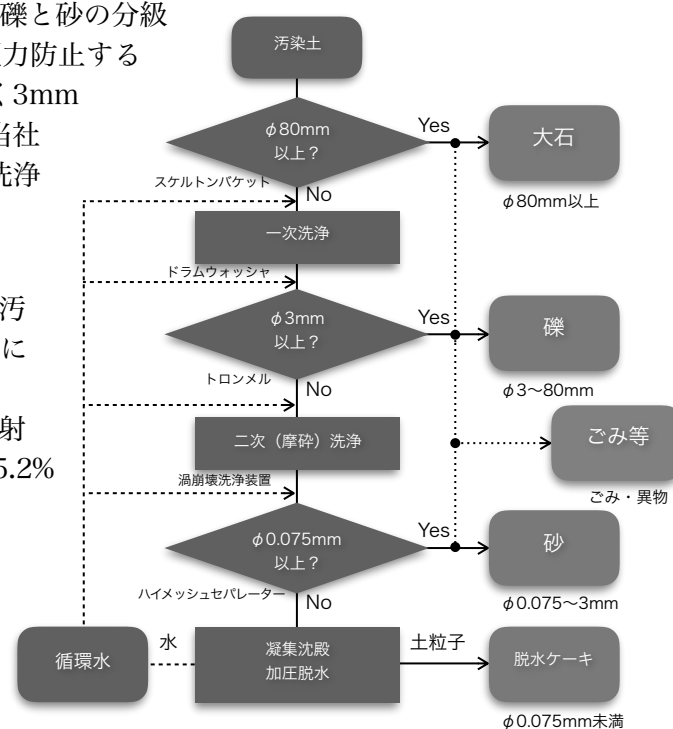 礫と砂の分級
力防止する
3mm
当社
洗浄
汚
に
射
5.2%
汚染土
φ80mm
以上？
Yes
大石
φ80mm以上
スケルトンバケット
No
一次洗浄
ドラムウォッシャ
φ3mm
以上？
Yes
礫
φ3〜80mm
トロンメル
No
ごみ等
ごみ・異物
二次（摩砕）洗浄
渦崩壊洗浄装置
φ0.075mm
以上？
Yes
砂
φ0.075〜3mm
ハイメッシュセパレーター
No
循環水
水
凝集沈殿
加圧脱水
土粒子
脱水ケーキ
φ0.075mm未満